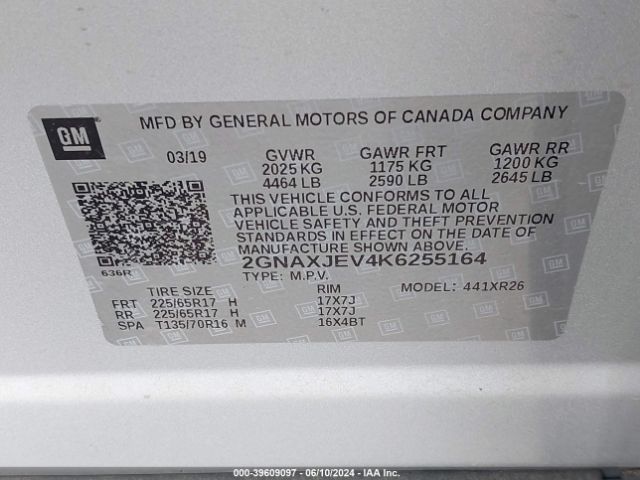 GM
MFD BY GENERAL MOTORS OF CANADA COMPANY
03/19 GVWR GAWR FRT GAWR RR
2025 KG 1175 KG 1200 KG
4464 LB 2590 LB 2645 LB
THIS VEHICLE CONFORMS TO ALL
APPLICABLE U.S. FEDERAL MOTOR
VEHICLE SAFETY AND THEFT PREVENTION
STANDARDS IN EFFECT ON THE DATE OF
MANUFACTURE SHOWN ABOVE.
2GNAXJEV4K6255164
636R
TYPE: M.P.V.
TIRE SIZE RIM MODEL: 441XR26
FRT 225/65R17 H 17X7J
RR 225/65R17 H 17X7J
SPA T135/70R16 M 16X4BT
000-39609097 - 06/10/2024 - IAAI.COM